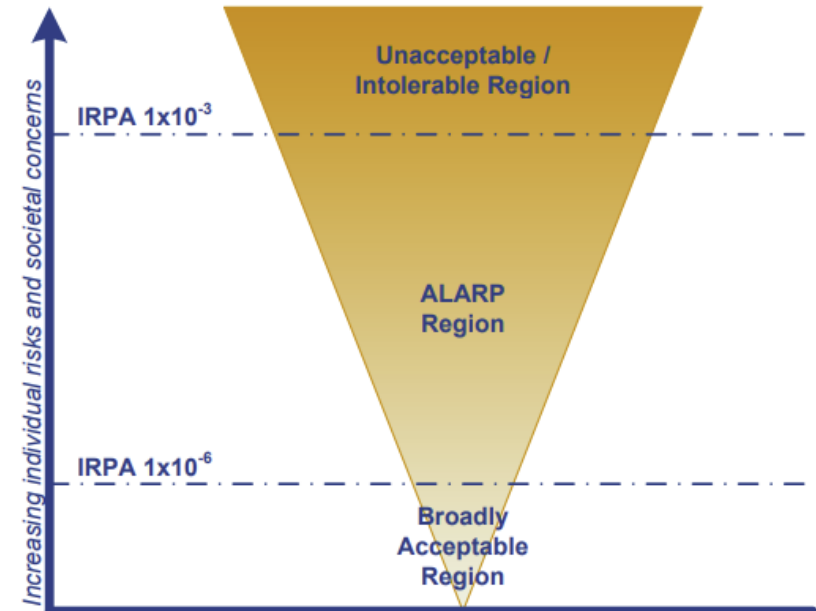 Unacceptable /
Intolerable Region
IRPA 1x10⁻³
ALARP
Region
IRPA 1x10⁻⁶
Broadly
Acceptable
Region
Increasing individual risks and societal concerns